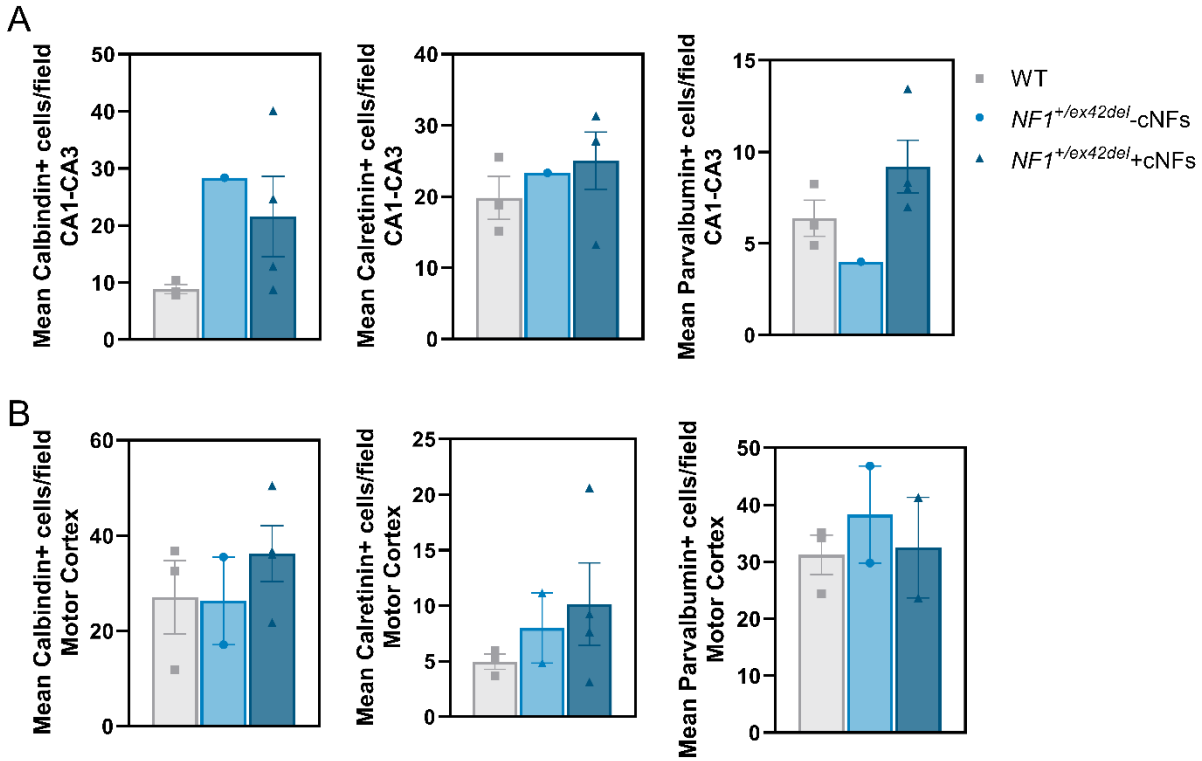 A
Mean Calbindin+ cells/field
CA1-CA3
50
40
30
20
10
0
Mean Calretinin+ cells/field
CA1-CA3
40
30
20
10
0
Mean Parvalbumin+ cells/field
CA1-CA3
15
10
5
0
WT
NF1+/ex42del-cNFs
NF1+/ex42del+cNFs
B
Mean Calbindin+ cells/field
Motor Cortex
60
40
20
0
Mean Calretinin+ cells/field
Motor Cortex
25
20
15
10
5
0
Mean Parvalbumin+ cells/field
Motor Cortex
50
40
30
20
10
0